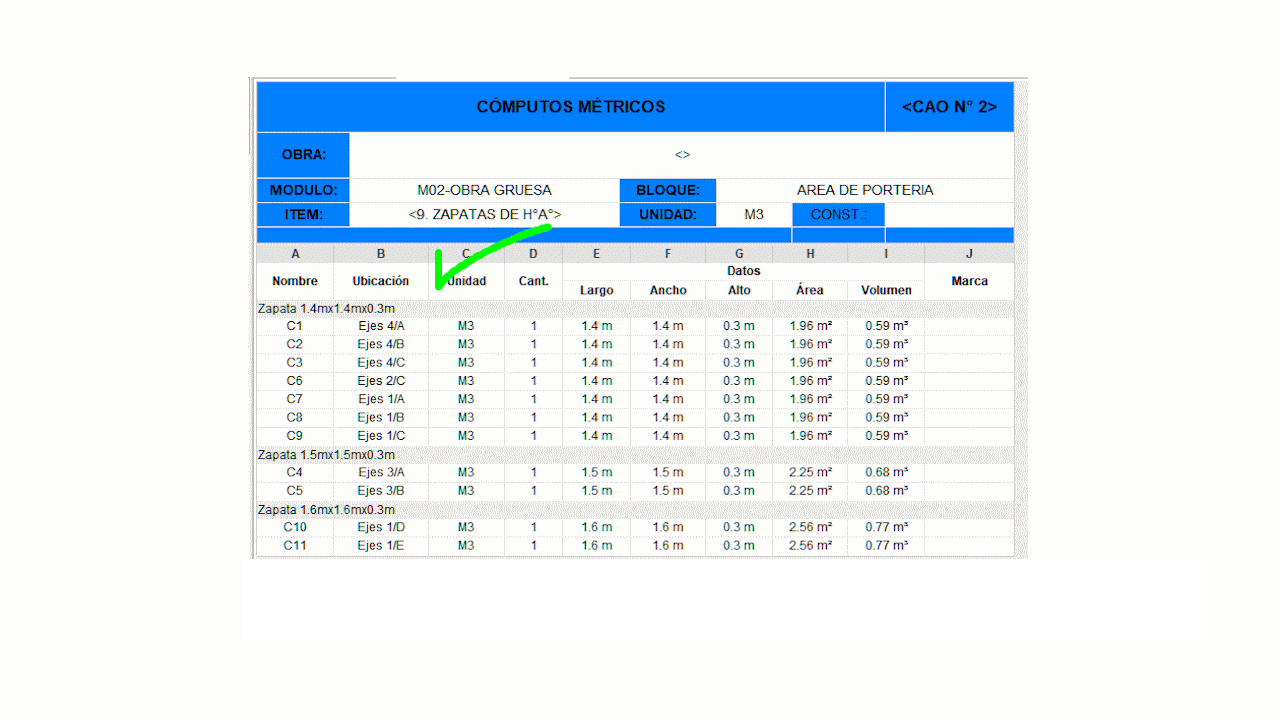 CÓMPUTOS MÉTRICOS <CAO N° 2>
OBRA: <>
MODULO: M02-OBRA GRUESA BLOQUE: AREA DE PORTERIA
ITEM: <9. ZAPATAS DE H°A°> UNIDAD: M3 CONST.:
A B C D E F G H I J
Nombre Ubicación Unidad Cant. Datos Marca
Largo Ancho Alto Área Volumen
Zapata 1.4mx1.4mx0.3m
C1 Ejes 4/A M3 1 1.4 m 1.4 m 0.3 m 1.96 m² 0.59 m³
C2 Ejes 4/B M3 1 1.4 m 1.4 m 0.3 m 1.96 m² 0.59 m³
C3 Ejes 4/C M3 1 1.4 m 1.4 m 0.3 m 1.96 m² 0.59 m³
C6 Ejes 2/C M3 1 1.4 m 1.4 m 0.3 m 1.96 m² 0.59 m³
C7 Ejes 1/A M3 1 1.4 m 1.4 m 0.3 m 1.96 m² 0.59 m³
C8 Ejes 1/B M3 1 1.4 m 1.4 m 0.3 m 1.96 m² 0.59 m³
C9 Ejes 1/C M3 1 1.4 m 1.4 m 0.3 m 1.96 m² 0.59 m³
Zapata 1.5mx1.5mx0.3m
C4 Ejes 3/A M3 1 1.5 m 1.5 m 0.3 m 2.25 m² 0.68 m³
C5 Ejes 3/B M3 1 1.5 m 1.5 m 0.3 m 2.25 m² 0.68 m³
Zapata 1.6mx1.6mx0.3m
C10 Ejes 1/D M3 1 1.6 m 1.6 m 0.3 m 2.56 m² 0.77 m³
C11 Ejes 1/E M3 1 1.6 m 1.6 m 0.3 m 2.56 m² 0.77 m³